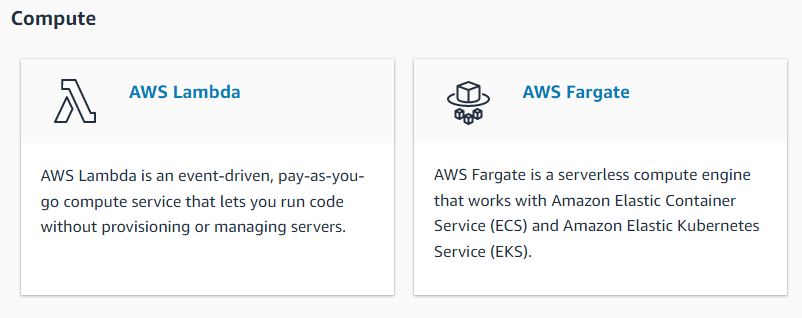 Compute
AWS Lambda
AWS Lambda is an event-driven, pay-as-you-
go compute service that lets you run code
without provisioning or managing servers.
AWS Fargate
AWS Fargate is a serverless compute engine
that works with Amazon Elastic Container
Service (ECS) and Amazon Elastic Kubernetes
Service (EKS).